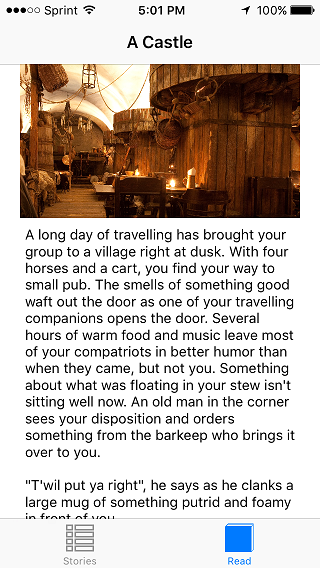 Sprint 5:01 PM 100%
A Castle
A long day of travelling has brought your
group to a village right at dusk. With four
horses and a cart, you find your way to
small pub. The smells of something good
waft out the door as one of your travelling
companions opens the door. Several
hours of warm food and music leave most
of your compatriots in better humor than
when they came, but not you. Something
about what was floating in your stew isn't
sitting well now. An old man in the corner
sees your disposition and orders
something from the barkeep who brings it
over to you.
"T'wil put ya right", he says as he clanks a
large mug of something putrid and foamy
in front of you
Stories Read